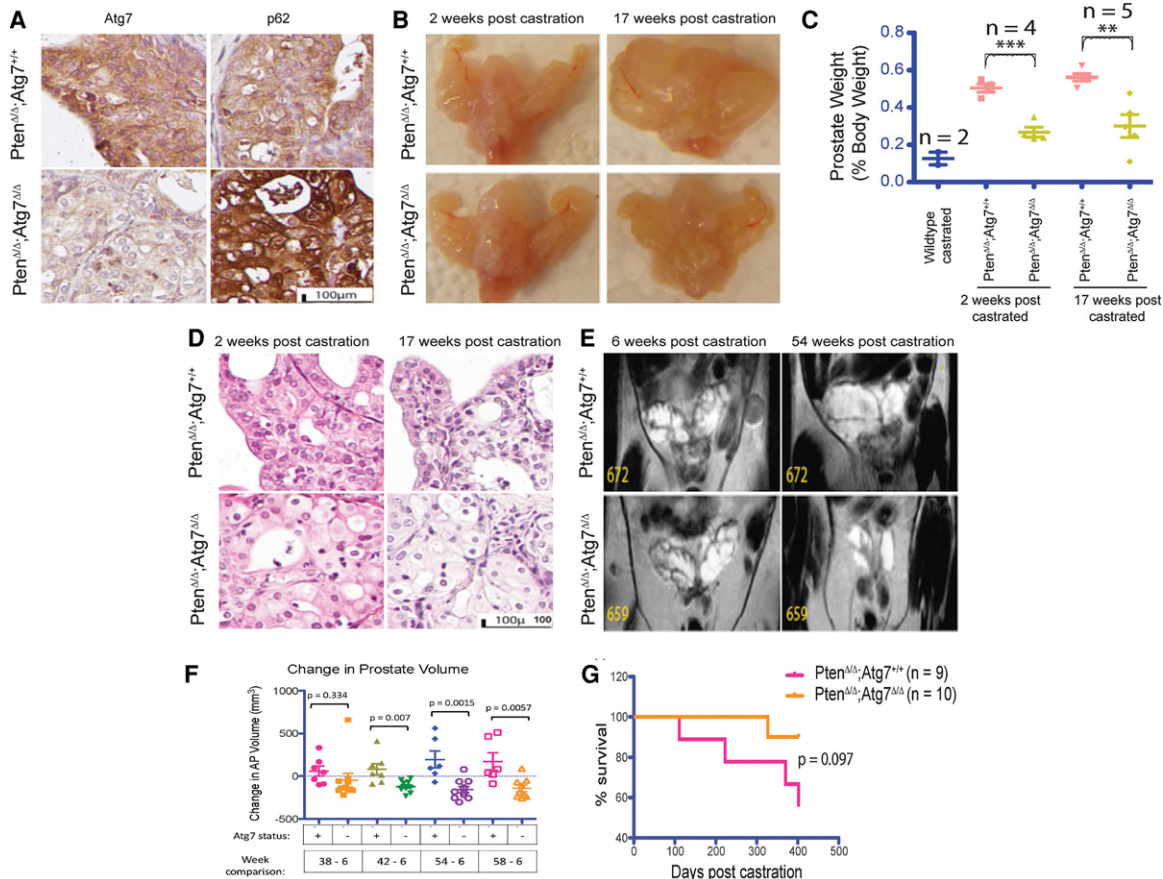 A
Atg7
p62
Pten^Δ/Δ;Atg7^+/+
Pten^Δ/Δ;Atg7^Δ/Δ
100μm
B
2 weeks post castration
17 weeks post castration
Pten^Δ/Δ;Atg7^+/+
Pten^Δ/Δ;Atg7^Δ/Δ
C
Prostate Weight
(% Body Weight)
0.8
0.6
0.4
0.2
0.0
n = 2
n = 4
***
n = 5
**
Wildtype
castrated
Pten^Δ/Δ;Atg7^+/+
Pten^Δ/Δ;Atg7^Δ/Δ
Pten^Δ/Δ;Atg7^+/+
Pten^Δ/Δ;Atg7^Δ/Δ
2 weeks post
castrated
17 weeks post
castrated
D
2 weeks post castration
17 weeks post castration
Pten^Δ/Δ;Atg7^+/+
Pten^Δ/Δ;Atg7^Δ/Δ
100μ 100
E
6 weeks post castration
54 weeks post castration
Pten^Δ/Δ;Atg7^+/+
672
672
Pten^Δ/Δ;Atg7^Δ/Δ
659
659
F
Change in Prostate Volume
Change in AP Volume (mm³)
1000
500
0
-500
p = 0.334
p = 0.007
p = 0.0015
p = 0.0057
Atg7 status: + - + - + - + -
Week
comparison: 38 - 6 42 - 6 54 - 6 58 - 6
G
Pten^Δ/Δ;Atg7^+/+ (n = 9)
Pten^Δ/Δ;Atg7^Δ/Δ (n = 10)
% survival
120
100
80
60
40
p = 0.097
0 100 200 300 400 500
Days post castration